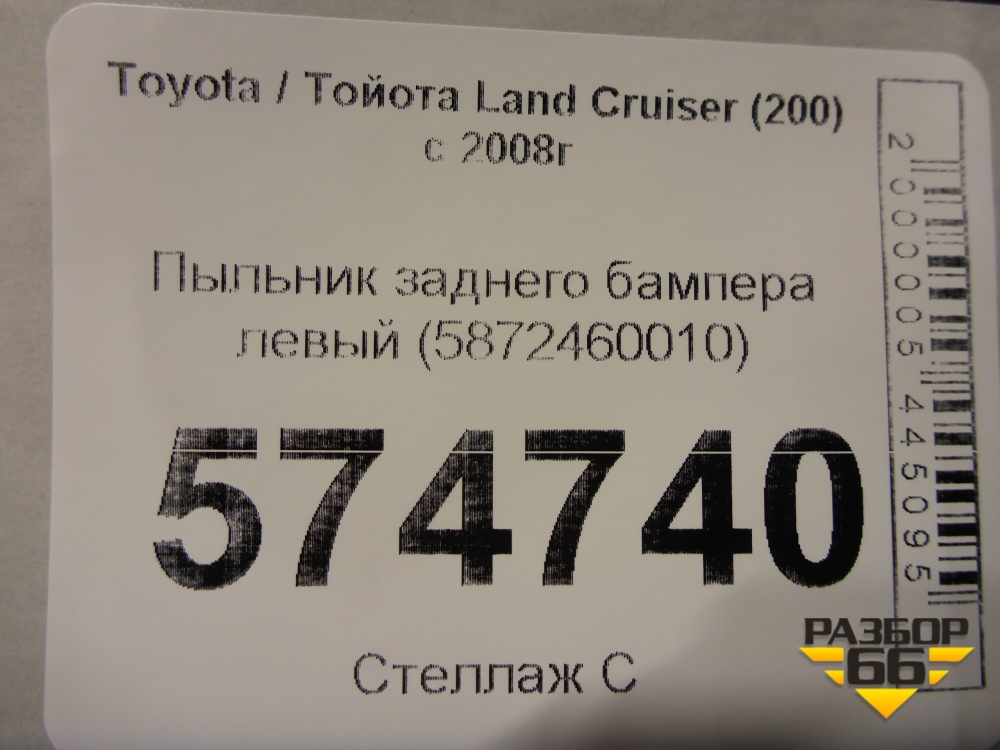 Toyota / Тойота Land Cruiser (200)
с 2008г
Пыльник заднего бампера
левый (5872460010)
574740
Стеллаж С
2000005445095
РАЗБОР
66